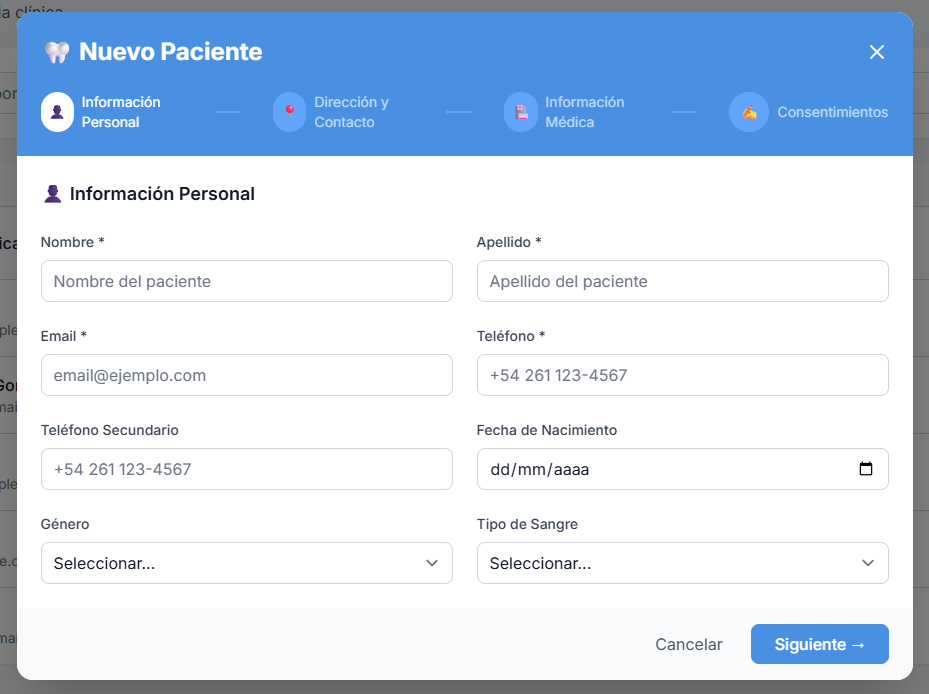 la clínica
Nuevo Paciente
Información
Personal
Dirección y
Contacto
Información
Médica
Consentimientos
Información Personal
Nombre *
Apellido *
Nombre del paciente
Apellido del paciente
Email *
Teléfono *
email@ejemplo.com
+54 261 123-4567
Teléfono Secundario
Fecha de Nacimiento
+54 261 123-4567
dd/mm/aaaa
Género
Tipo de Sangre
Seleccionar...
Seleccionar...
Cancelar
Siguiente →